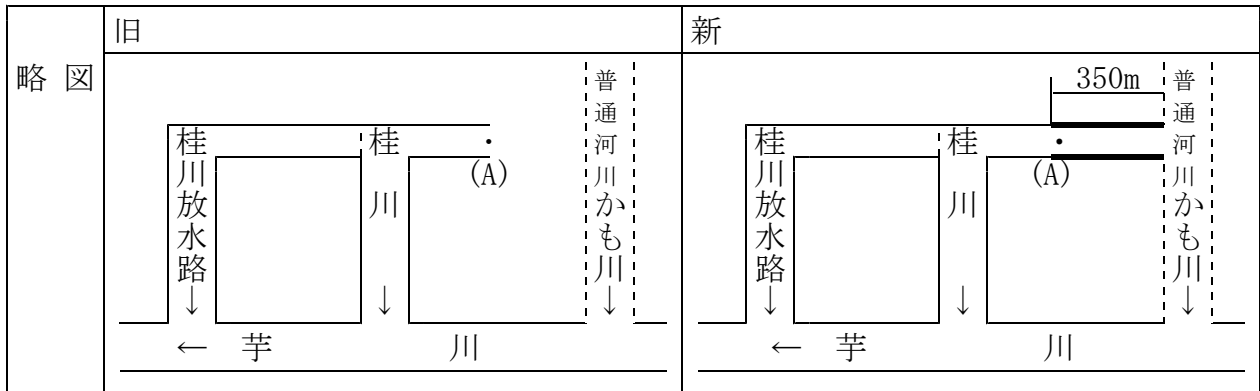 略図
旧
普通河川かも川↓
桂川放水路↓
桂川↓
(A)
← 芋川
新
350m
普通河川かも川↓
桂川放水路↓
桂川↓
(A)
← 芋川